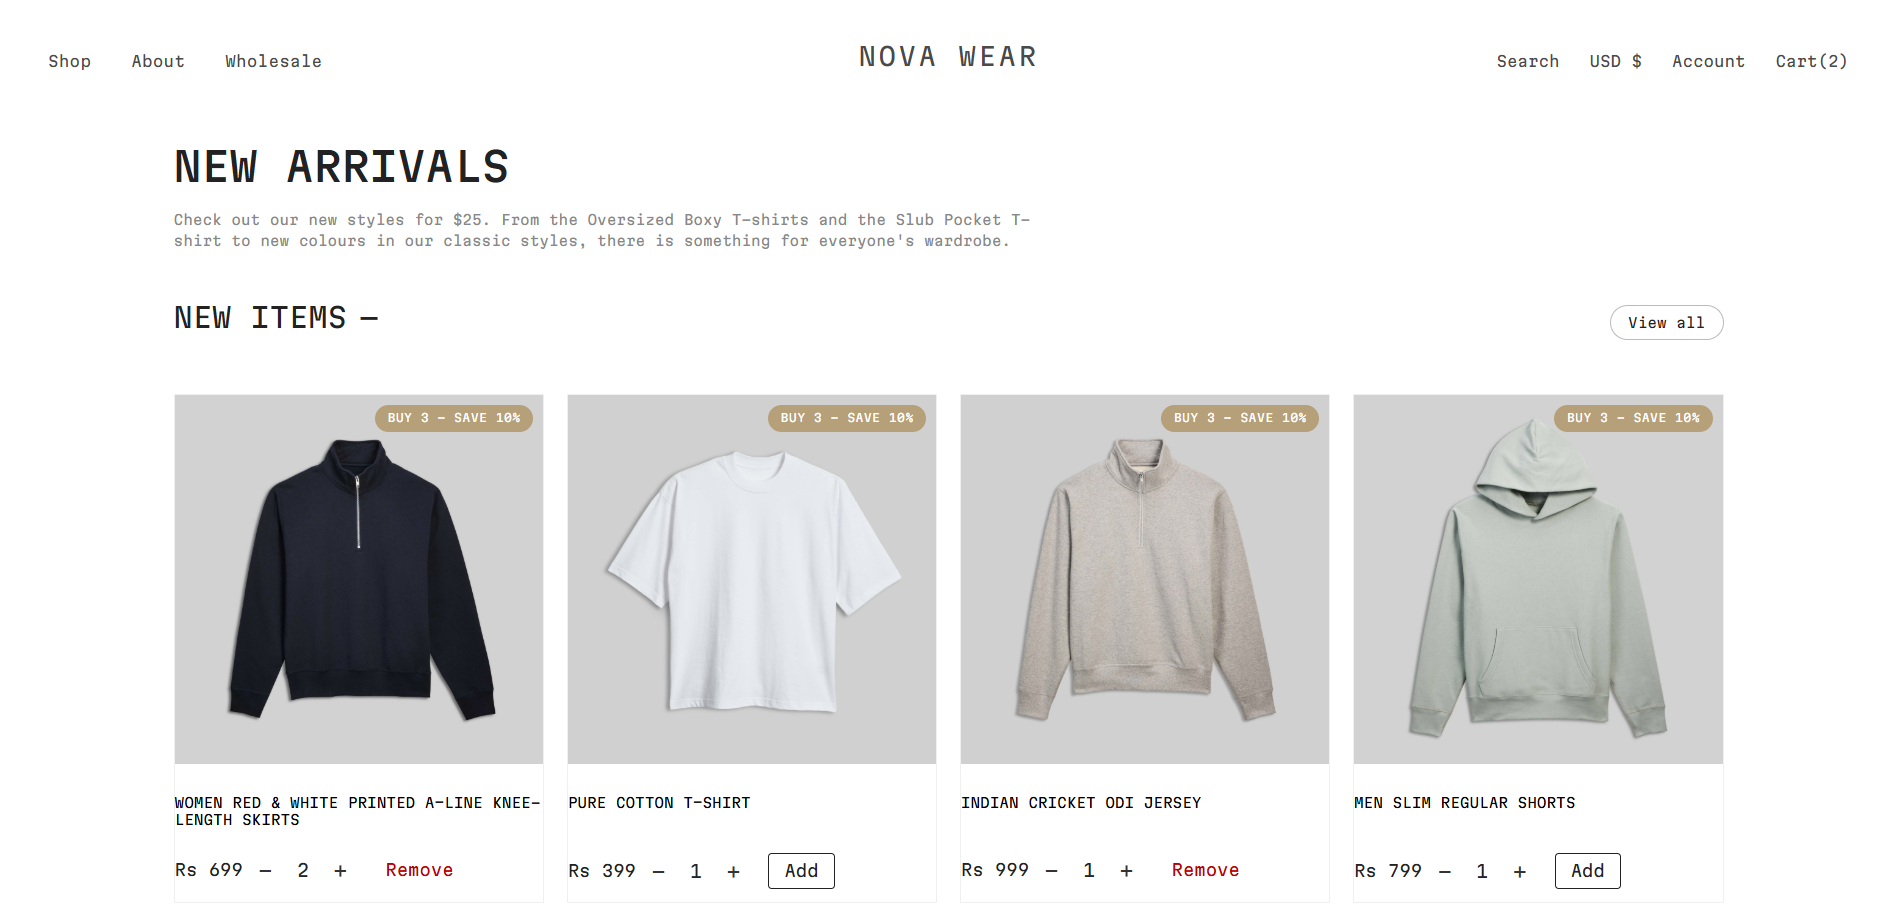 Shop About Wholesale NOVA WEAR Search USD $ Account Cart(2)
NEW ARRIVALS
Check out our new styles for $25. From the Oversized Boxy T-shirts and the Slub Pocket T-
shirt to new colours in our classic styles, there is something for everyone's wardrobe.
NEW ITEMS —
View all
BUY 3 - SAVE 10%
WOMEN RED & WHITE PRINTED A-LINE KNEE-
LENGTH SKIRTS
Rs 699 − 2 + Remove
BUY 3 - SAVE 10%
PURE COTTON T-SHIRT
Rs 399 − 1 + Add
BUY 3 - SAVE 10%
INDIAN CRICKET ODI JERSEY
Rs 999 − 1 + Remove
BUY 3 - SAVE 10%
MEN SLIM REGULAR SHORTS
Rs 799 − 1 + Add